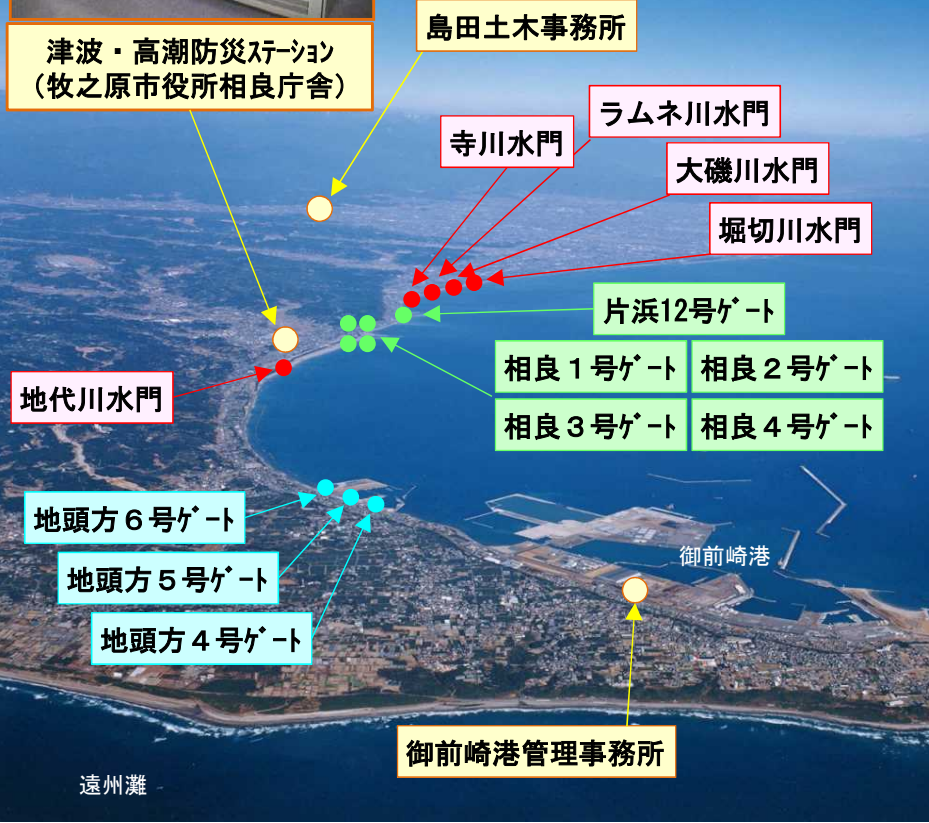 島田土木事務所
津波・高潮防災ｽﾃｰｼｮﾝ
（牧之原市役所相良庁舎）
ラムネ川水門
寺川水門
大磯川水門
堀切川水門
片浜12号ｹﾞｰﾄ
相良１号ｹﾞｰﾄ
相良２号ｹﾞｰﾄ
地代川水門
相良３号ｹﾞｰﾄ
相良４号ｹﾞｰﾄ
地頭方６号ｹﾞｰﾄ
御前崎港
地頭方５号ｹﾞｰﾄ
地頭方４号ｹﾞｰﾄ
御前崎港管理事務所
遠州灘